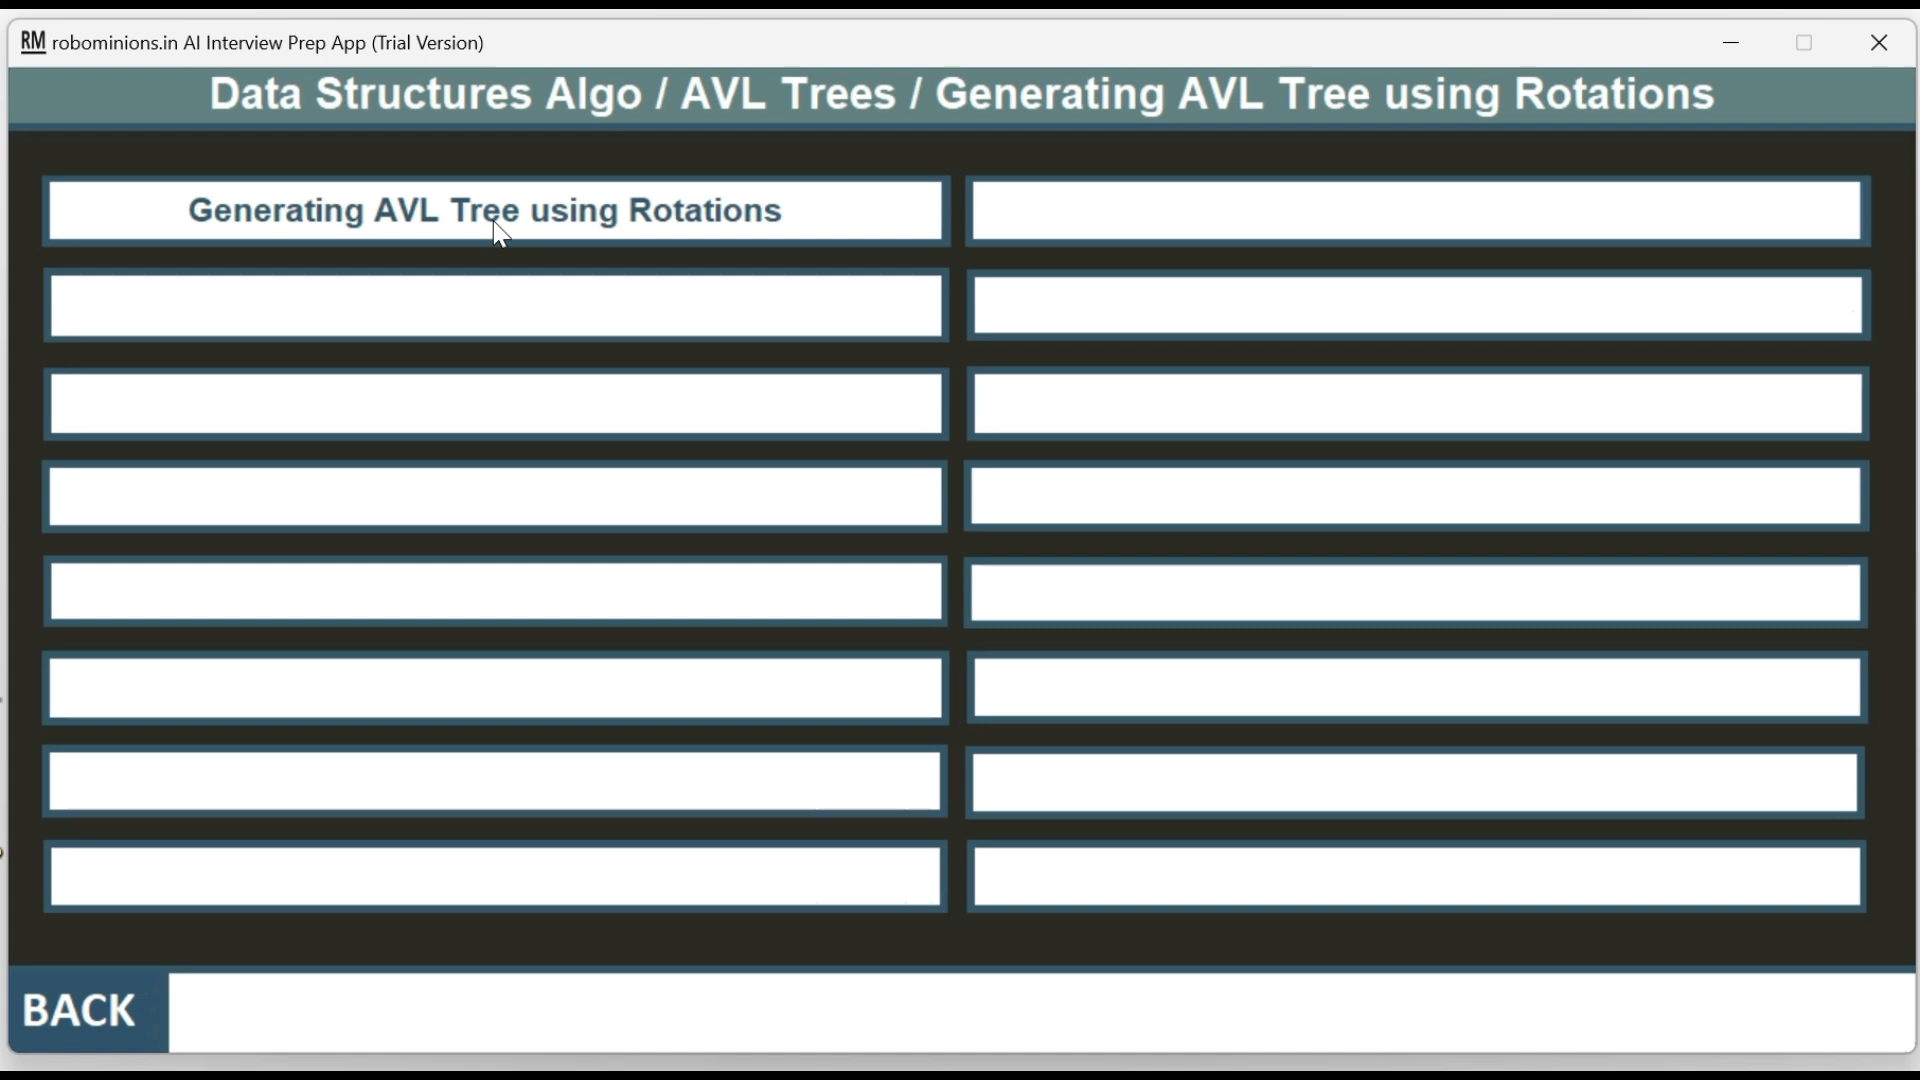 RM robominions.in AI Interview Prep App (Trial Version)
Data Structures Algo / AVL Trees / Generating AVL Tree using Rotations
Generating AVL Tree using Rotations
BACK